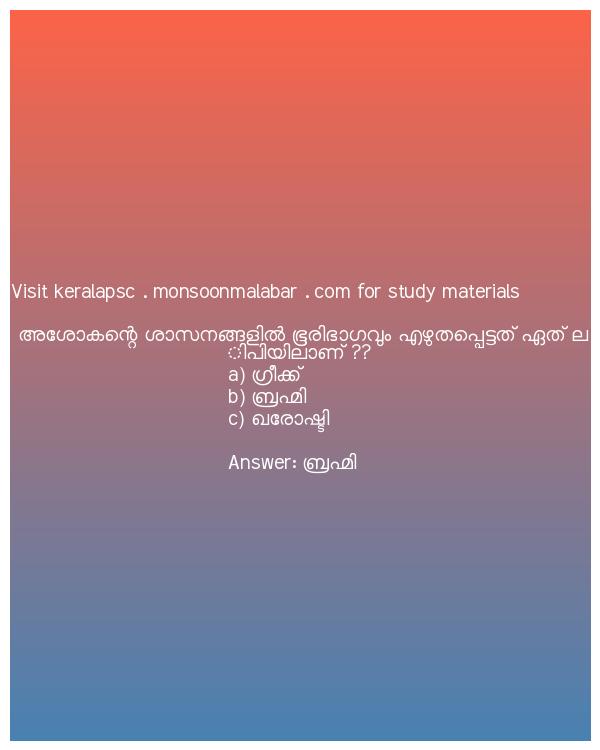 Visit keralapsc . monsoonmalabar . com for study materials
അശോകന്റെ ശാസനങ്ങളിൽ ഭൂരിഭാഗവും എഴുതപ്പെട്ടത് ഏത് ല
ിപിയിലാണ് ??
a) ഗ്രീക്ക്
b) ബ്രഹ്മി
c) ഖരോഷ്ടി
Answer: ബ്രഹ്മി